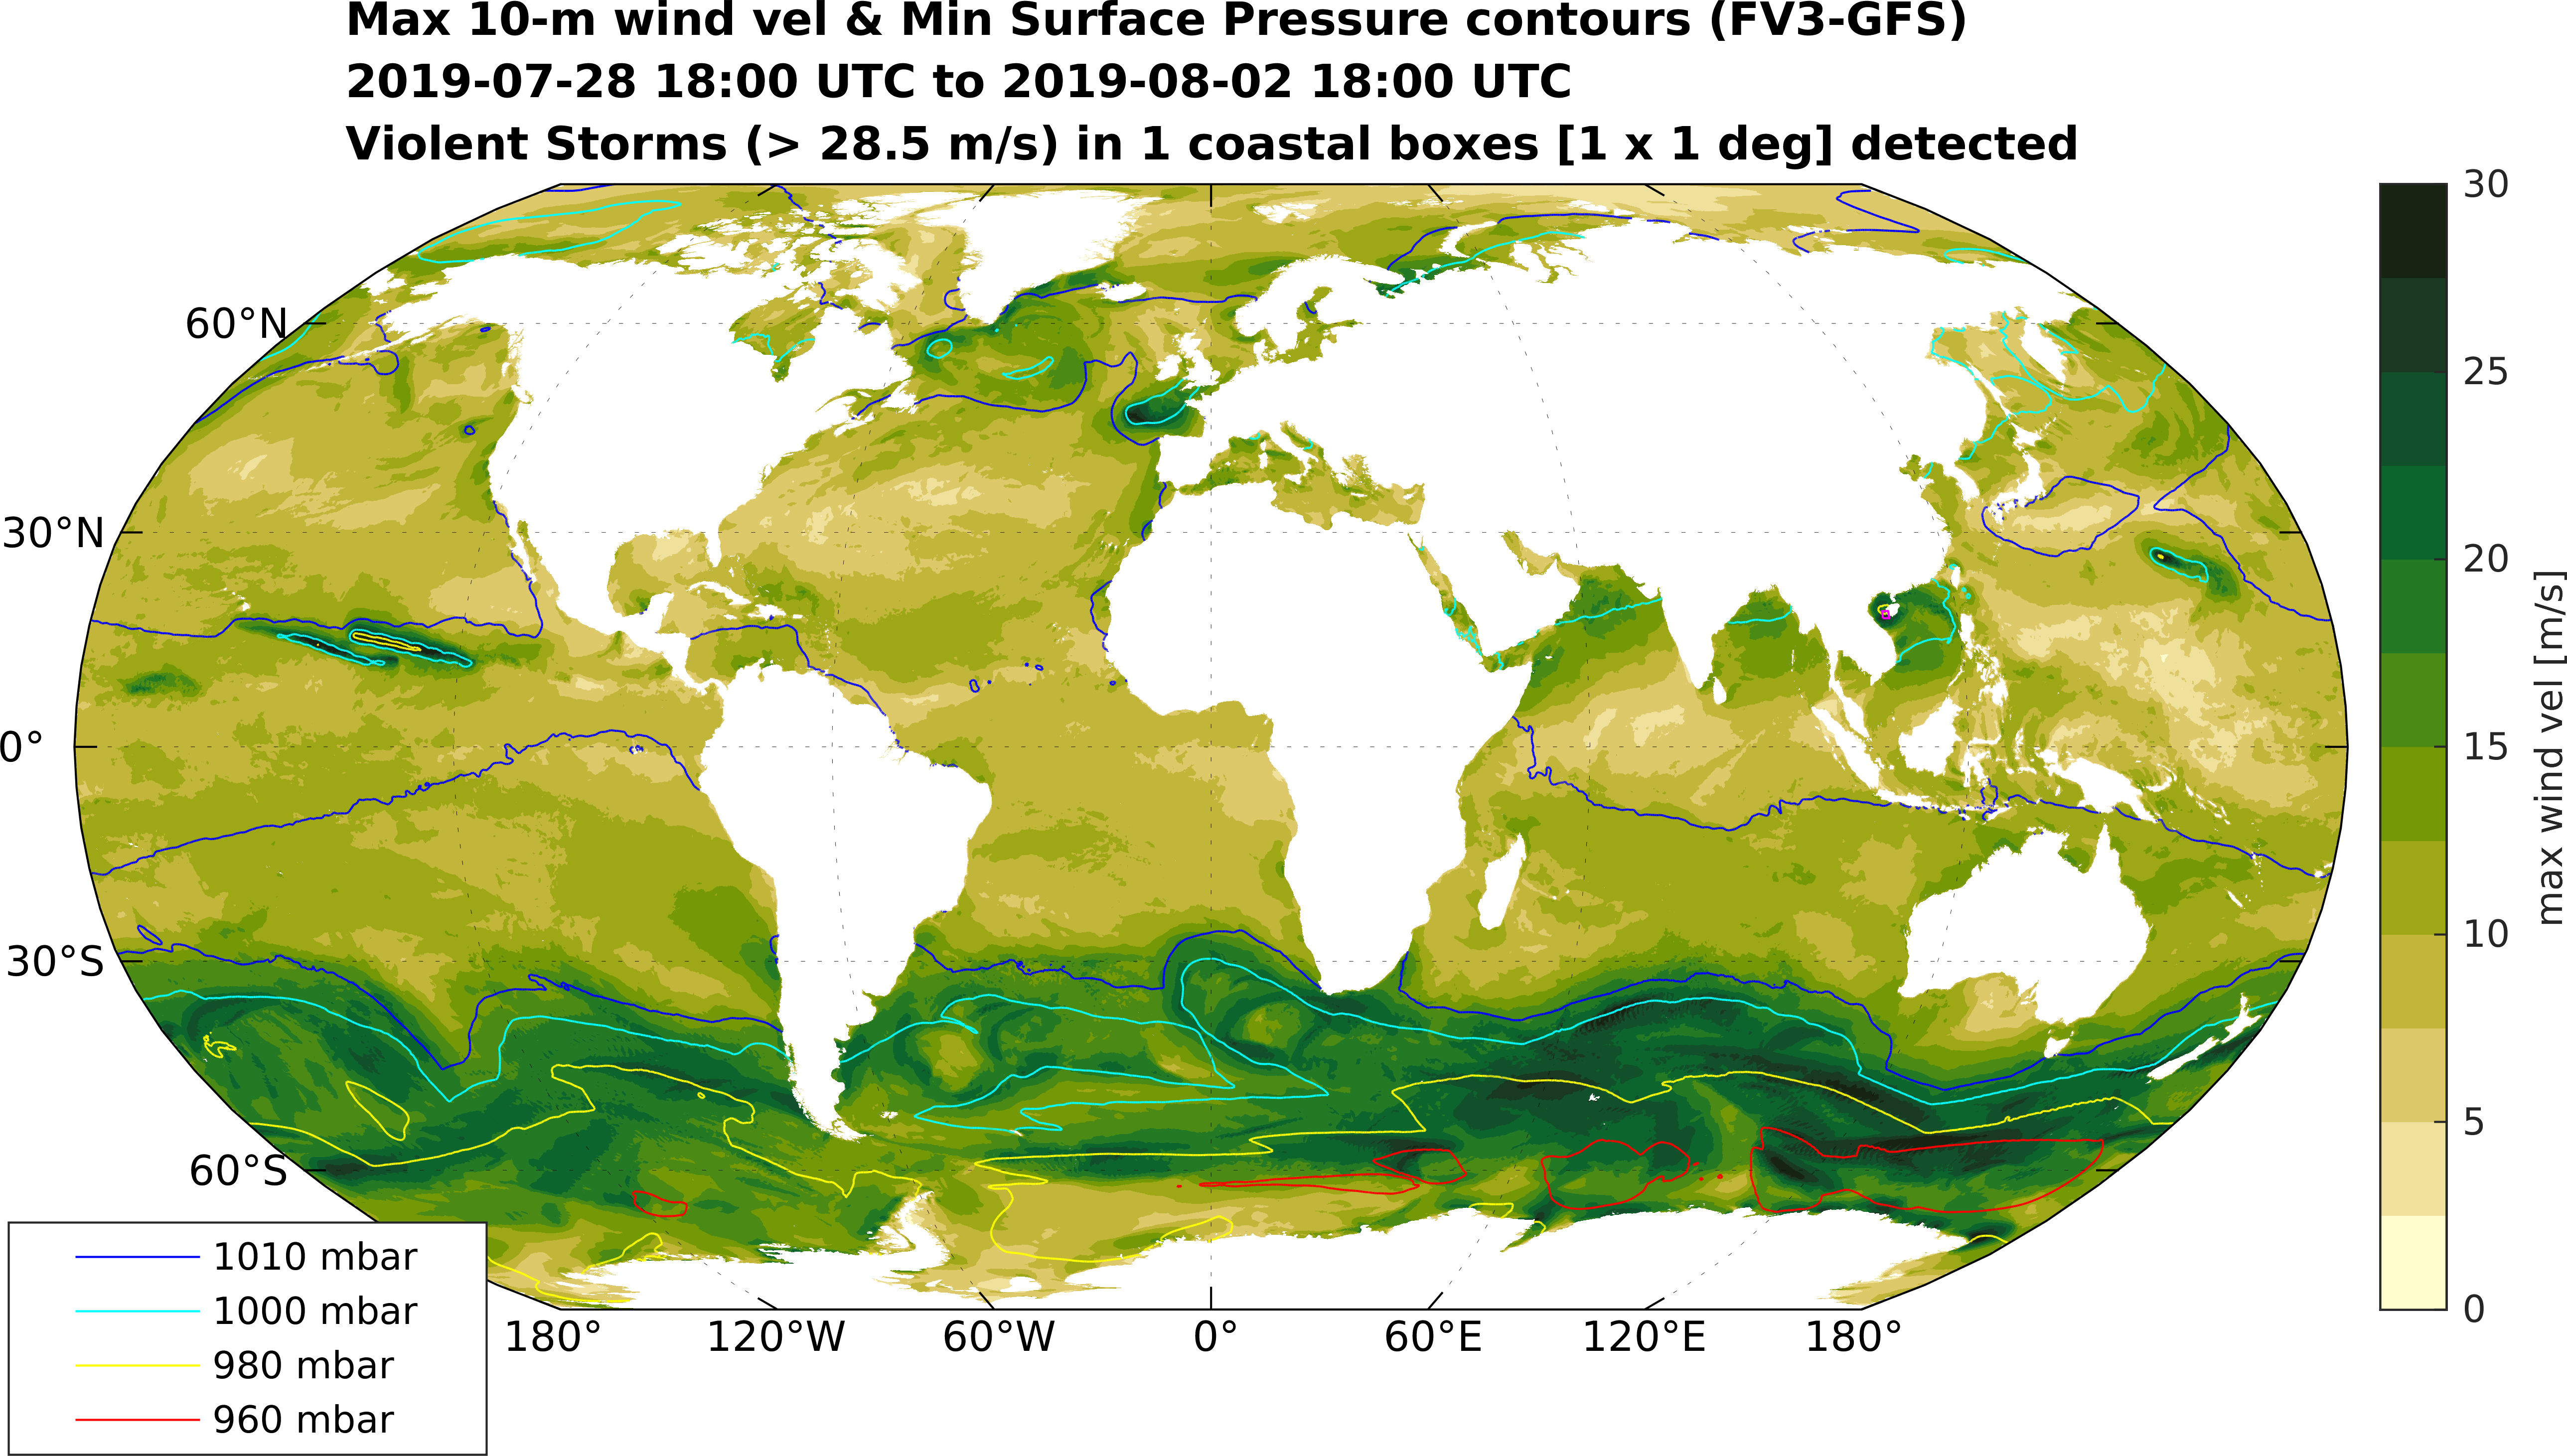 Max 10-m wind vel & Min Surface Pressure contours (FV3-GFS)
2019-07-28 18:00 UTC to 2019-08-02 18:00 UTC
Violent Storms (> 28.5 m/s) in 1 coastal boxes [1 x 1 deg] detected
60°N
30°N
0°
30°S
60°S
180°
120°W
60°W
0°
60°E
120°E
180°
1010 mbar
1000 mbar
980 mbar
960 mbar
30
25
20
15
10
5
0
max wind vel [m/s]